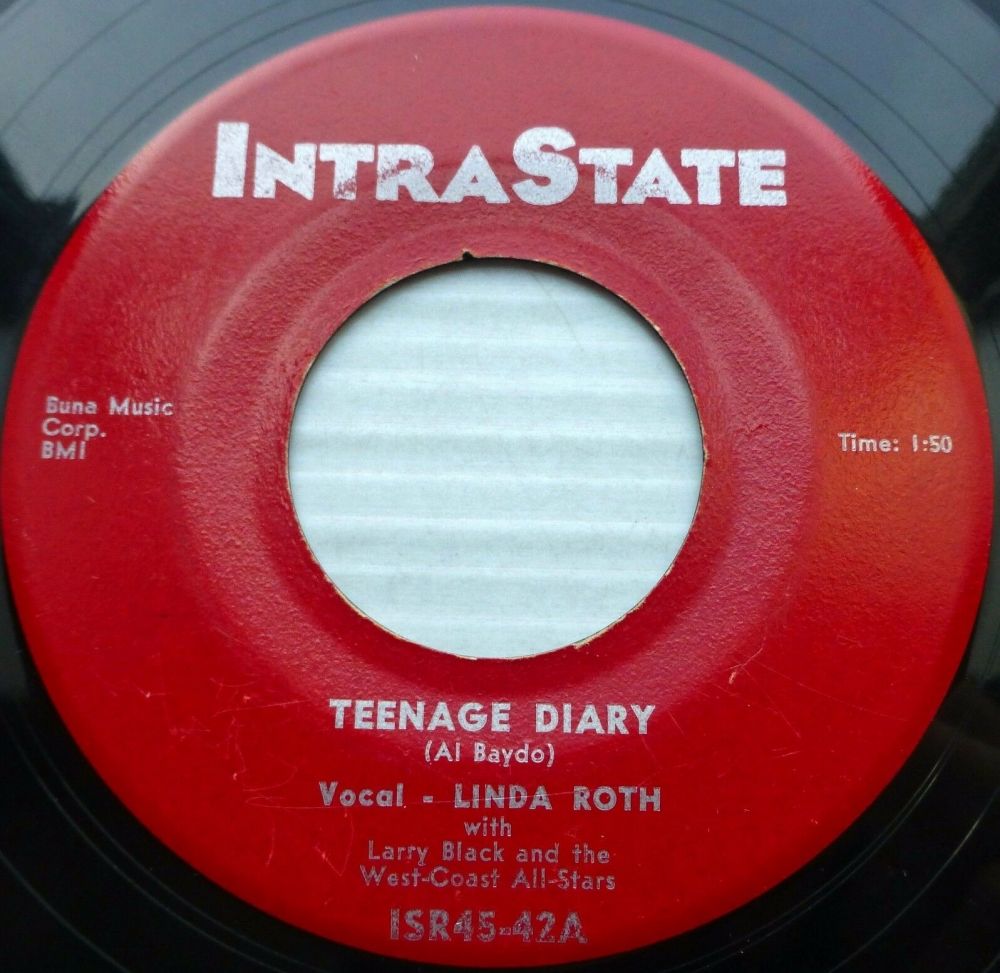 INTRASTATE
Buna Music
Corp.
BMI
Time: 1:50
TEENAGE DIARY
(Al Baydo)
Vocal - LINDA ROTH
with
Larry Black and the
West-Coast All-Stars
ISR45-42A